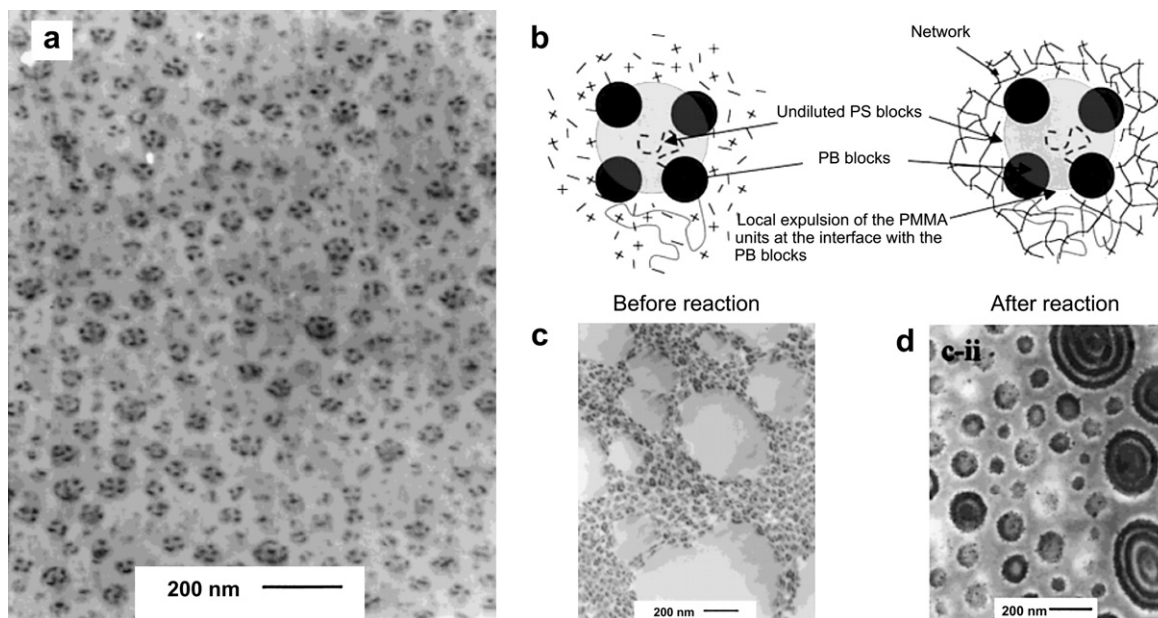 a
200 nm
b
Network
Undiluted PS blocks
PB blocks
Local expulsion of the PMMA
units at the interface with the
PB blocks
Before reaction
After reaction
c
200 nm
d
c-ii
200 nm